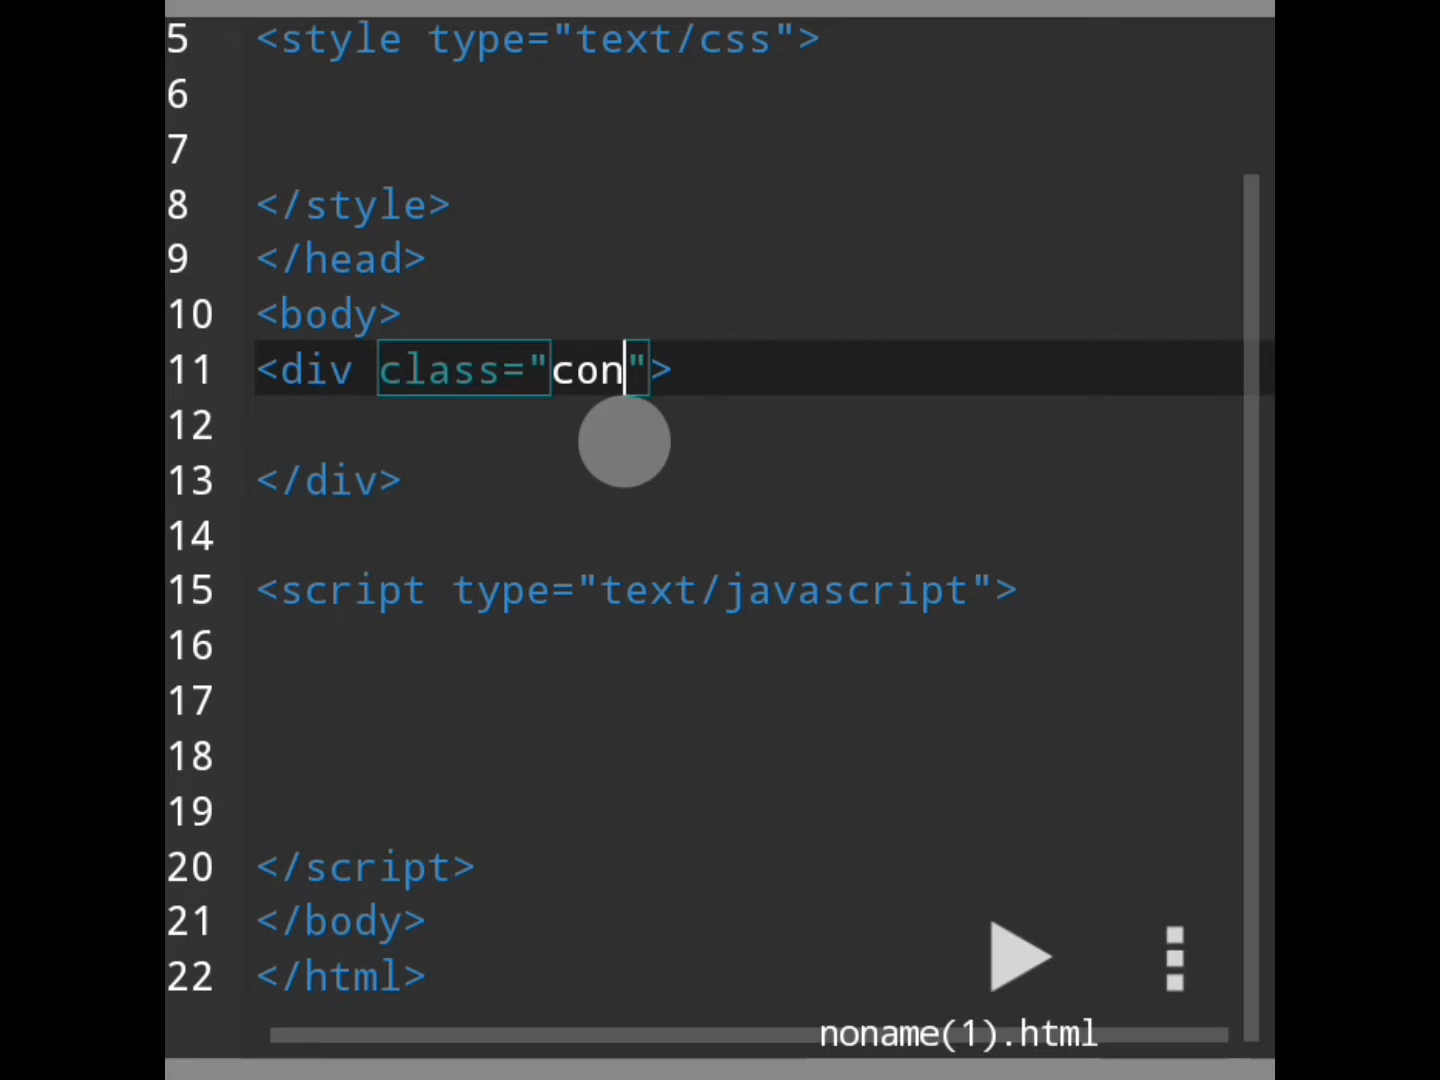 5 <style type="text/css">
6
7
8 </style>
9 </head>
10 <body>
11 <div class="con">
12
13 </div>
14
15 <script type="text/javascript">
16
17
18
19
20 </script>
21 </body>
22 </html>
noname(1).html